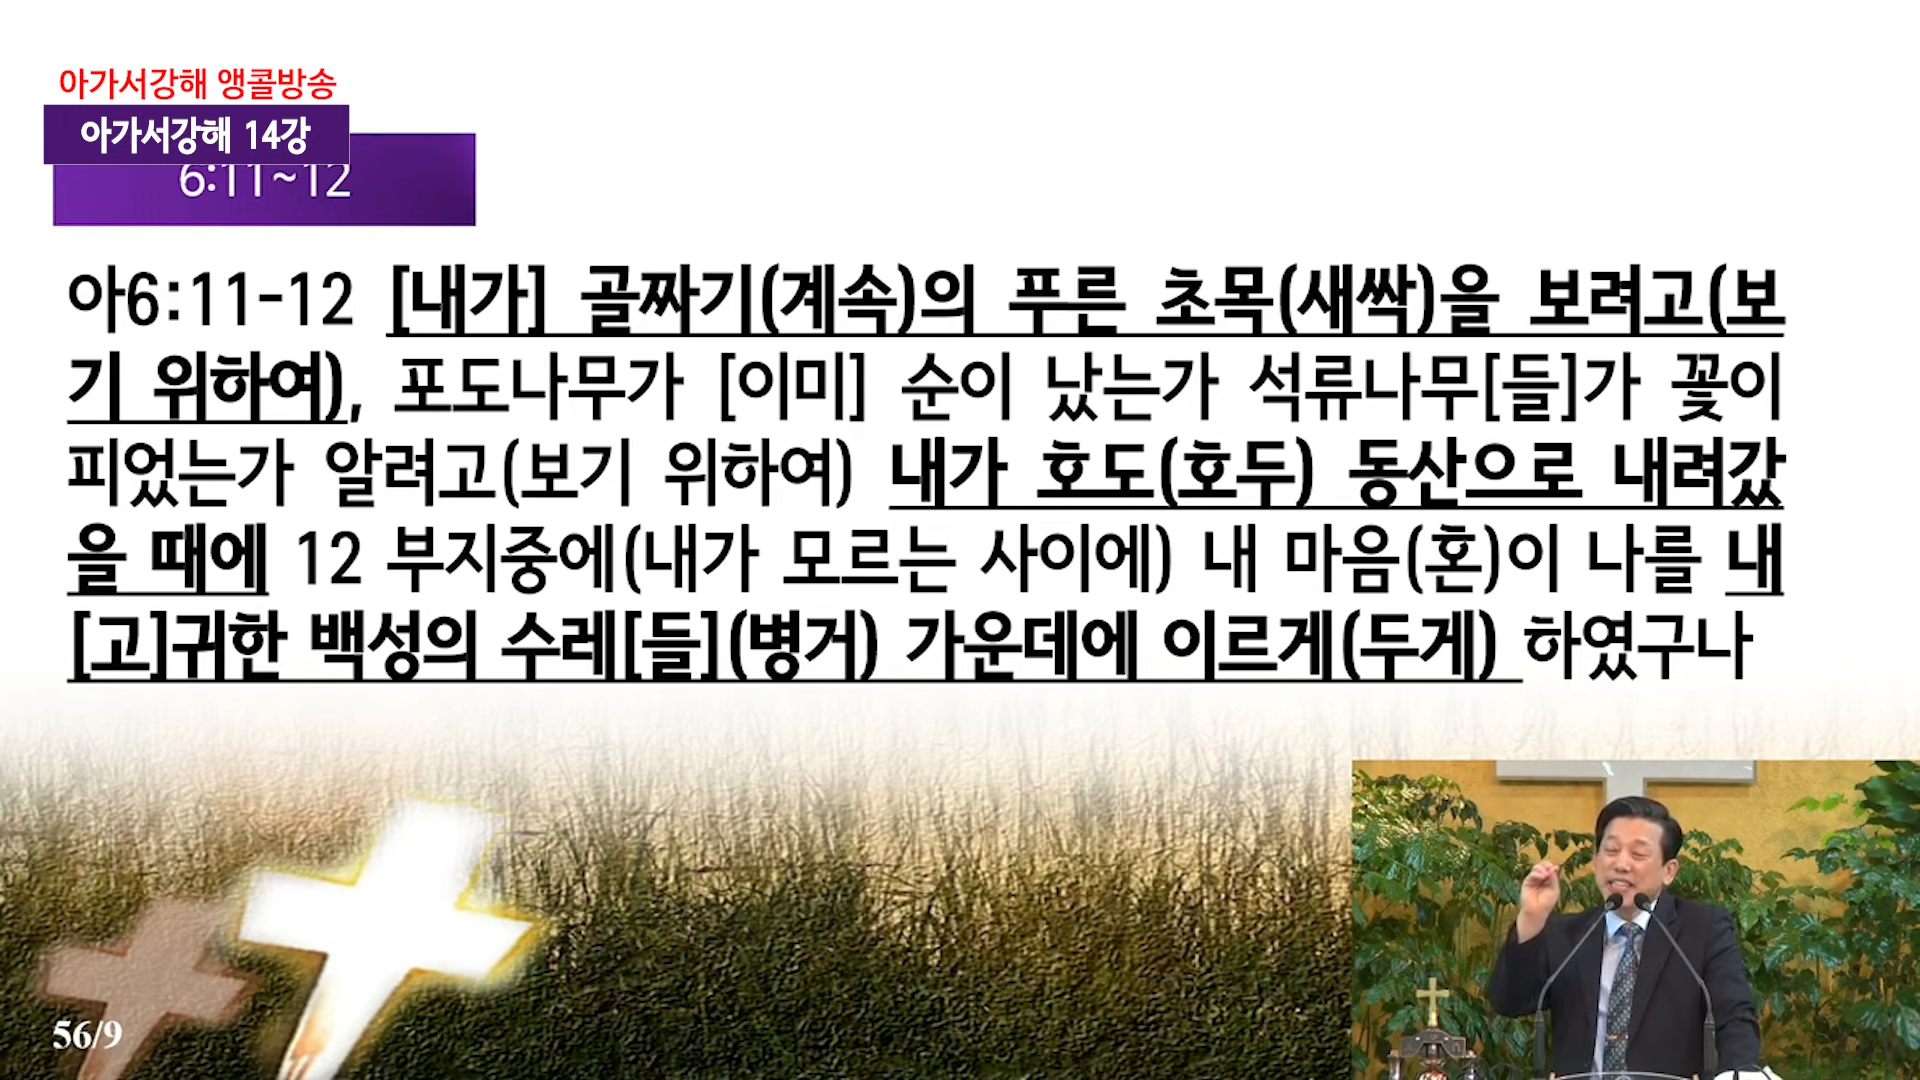 아가서강해 앵콜방송
아가서강해 14강
6:11~12
아6:11-12 [내가] 골짜기(계속)의 푸른 초목(새싹)을 보려고(보
기 위하여), 포도나무가 [이미] 순이 났는가 석류나무[들]가 꽃이
피었는가 알려고(보기 위하여) 내가 호도(호두) 동산으로 내려갔
을 때에 12 부지중에(내가 모르는 사이에) 내 마음(혼)이 나를 내
[고]귀한 백성의 수레[들](병거) 가운데에 이르게(두게) 하였구나
56/9